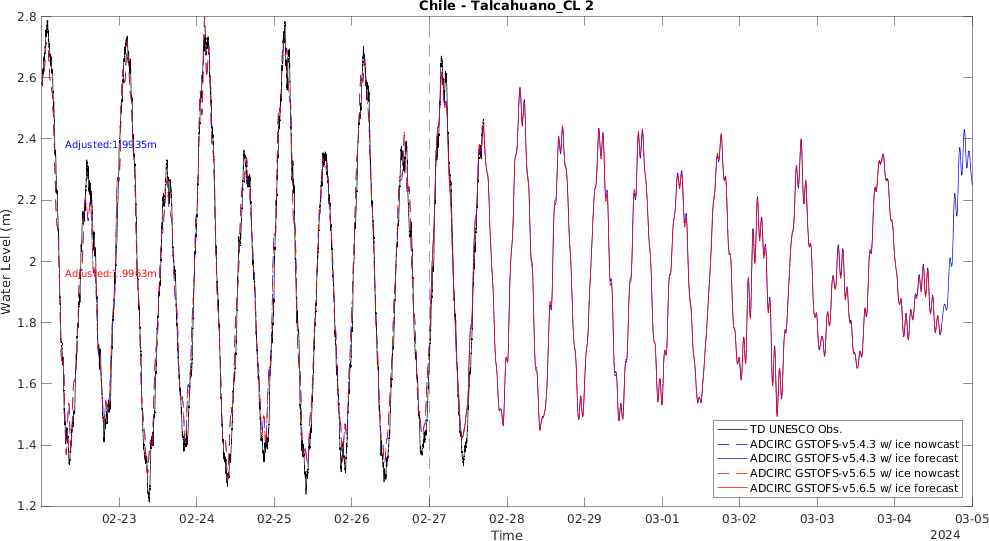 Chile - Talcahuano_CL 2
2.8
2.6
2.4
2.2
2
1.8
1.6
1.4
1.2
Water Level (m)
Adjusted:1.9935m
Adjusted:1.9963m
TD UNESCO Obs.
ADCIRC GSTOFS-v5.4.3 w/ ice nowcast
ADCIRC GSTOFS-v5.4.3 w/ ice forecast
ADCIRC GSTOFS-v5.6.5 w/ ice nowcast
ADCIRC GSTOFS-v5.6.5 w/ ice forecast
02-23 02-24 02-25 02-26 02-27 02-28 02-29 03-01 03-02 03-03 03-04 03-05
Time
2024